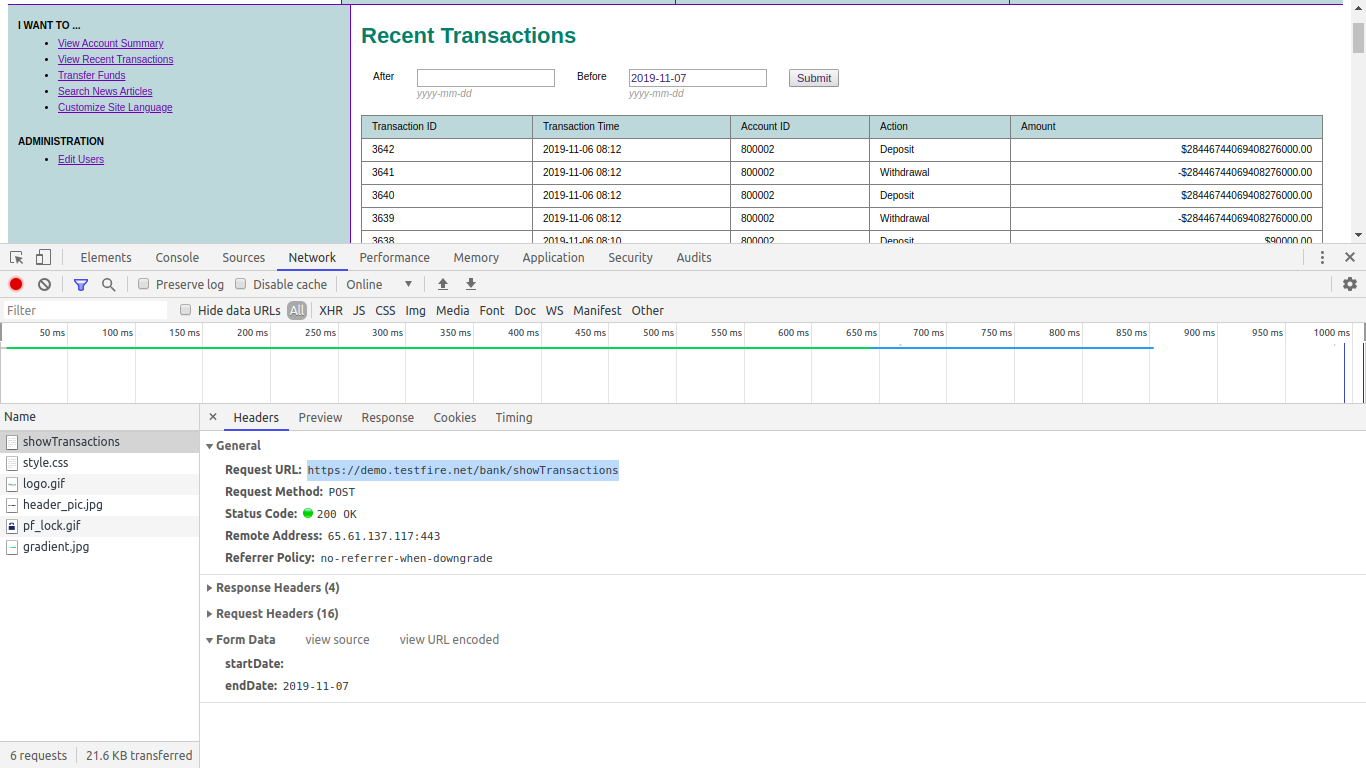 I WANT TO ...
• View Account Summary
• View Recent Transactions
• Transfer Funds
• Search News Articles
• Customize Site Language
ADMINISTRATION
• Edit Users
Recent Transactions
After Before 2019-11-07 Submit
yyyy-mm-dd yyyy-mm-dd
Transaction ID Transaction Time Account ID Action Amount
3642 2019-11-06 08:12 800002 Deposit $28446744069408276000.00
3641 2019-11-06 08:12 800002 Withdrawal -$28446744069408276000.00
3640 2019-11-06 08:12 800002 Deposit $28446744069408276000.00
3639 2019-11-06 08:12 800002 Withdrawal -$28446744069408276000.00
3638 2019-11-06 08:10 800002 Deposit $90000.00
Elements Console Sources Network Performance Memory Application Security Audits
Preserve log Disable cache Online
Filter Hide data URLs All XHR JS CSS Img Media Font Doc WS Manifest Other
50 ms 100 ms 150 ms 200 ms 250 ms 300 ms 350 ms 400 ms 450 ms 500 ms 550 ms 600 ms 650 ms 700 ms 750 ms 800 ms 850 ms 900 ms 950 ms 1000 ms
Name
showTransactions
style.css
logo.gif
header_pic.jpg
pf_lock.gif
gradient.jpg
6 requests 21.6 KB transferred
× Headers Preview Response Cookies Timing
General
Request URL: https://demo.testfire.net/bank/showTransactions
Request Method: POST
Status Code: 200 OK
Remote Address: 65.61.137.117:443
Referrer Policy: no-referrer-when-downgrade
Response Headers (4)
Request Headers (16)
Form Data view source view URL encoded
startDate:
endDate: 2019-11-07